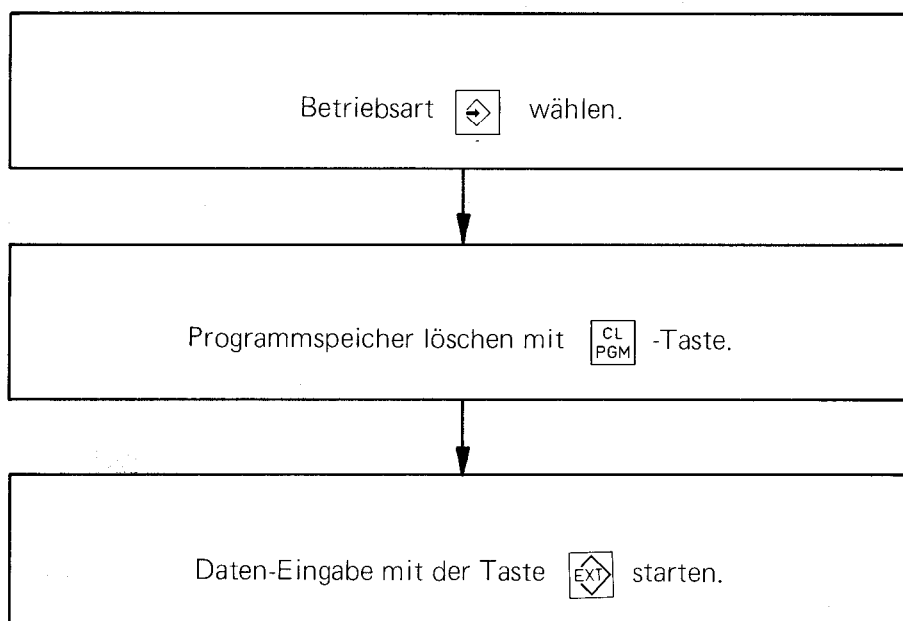 Betriebsart wählen.
Programmspeicher löschen mit CL PGM -Taste.
Daten-Eingabe mit der Taste EXT starten.